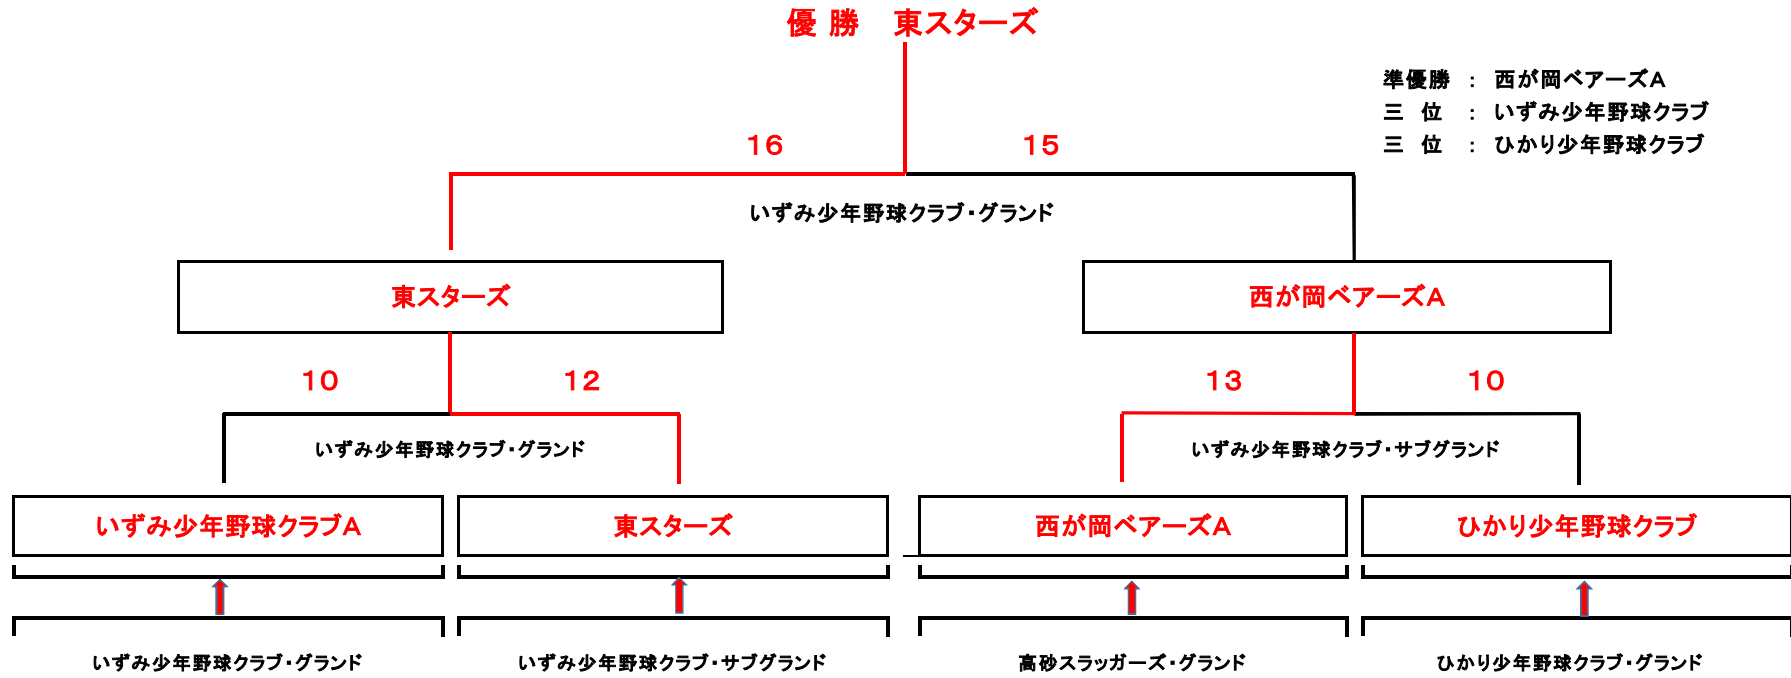 優 勝　東スターズ
準優勝 ： 西が岡ベアーズA
三 位 ： いずみ少年野球クラブ
三 位 ： ひかり少年野球クラブ
16 15
いずみ少年野球クラブ・グランド
東スターズ 西が岡ベアーズA
10 12 13 10
いずみ少年野球クラブ・グランド いずみ少年野球クラブ・サブグランド
いずみ少年野球クラブA 東スターズ 西が岡ベアーズA ひかり少年野球クラブ
いずみ少年野球クラブ・グランド いずみ少年野球クラブ・サブグランド 高砂スラッガーズ・グランド ひかり少年野球クラブ・グランド